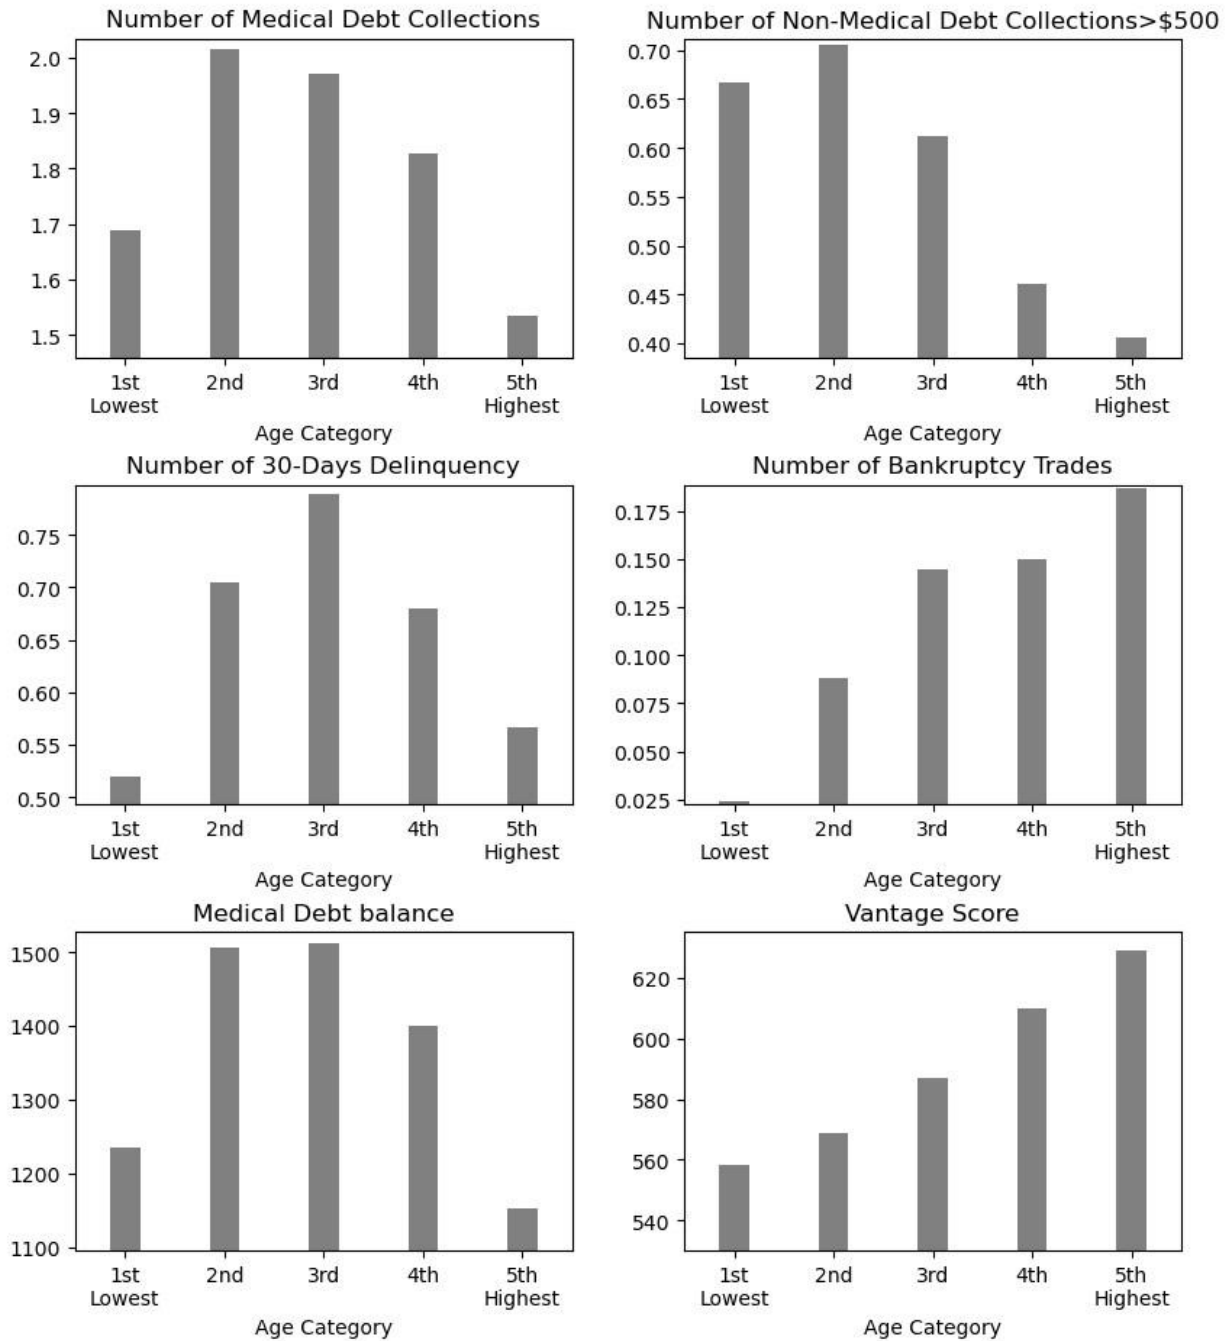 Number of Medical Debt Collections
2.0
1.9
1.8
1.7
1.6
1.5
1st
Lowest
2nd
3rd
4th
5th
Highest
Age Category
Number of Non-Medical Debt Collections>$500
0.70
0.65
0.60
0.55
0.50
0.45
0.40
1st
Lowest
2nd
3rd
4th
5th
Highest
Age Category
Number of 30-Days Delinquency
0.75
0.70
0.65
0.60
0.55
0.50
1st
Lowest
2nd
3rd
4th
5th
Highest
Age Category
Number of Bankruptcy Trades
0.175
0.150
0.125
0.100
0.075
0.050
0.025
1st
Lowest
2nd
3rd
4th
5th
Highest
Age Category
Medical Debt balance
1500
1400
1300
1200
1100
1st
Lowest
2nd
3rd
4th
5th
Highest
Age Category
Vantage Score
620
600
580
560
540
1st
Lowest
2nd
3rd
4th
5th
Highest
Age Category